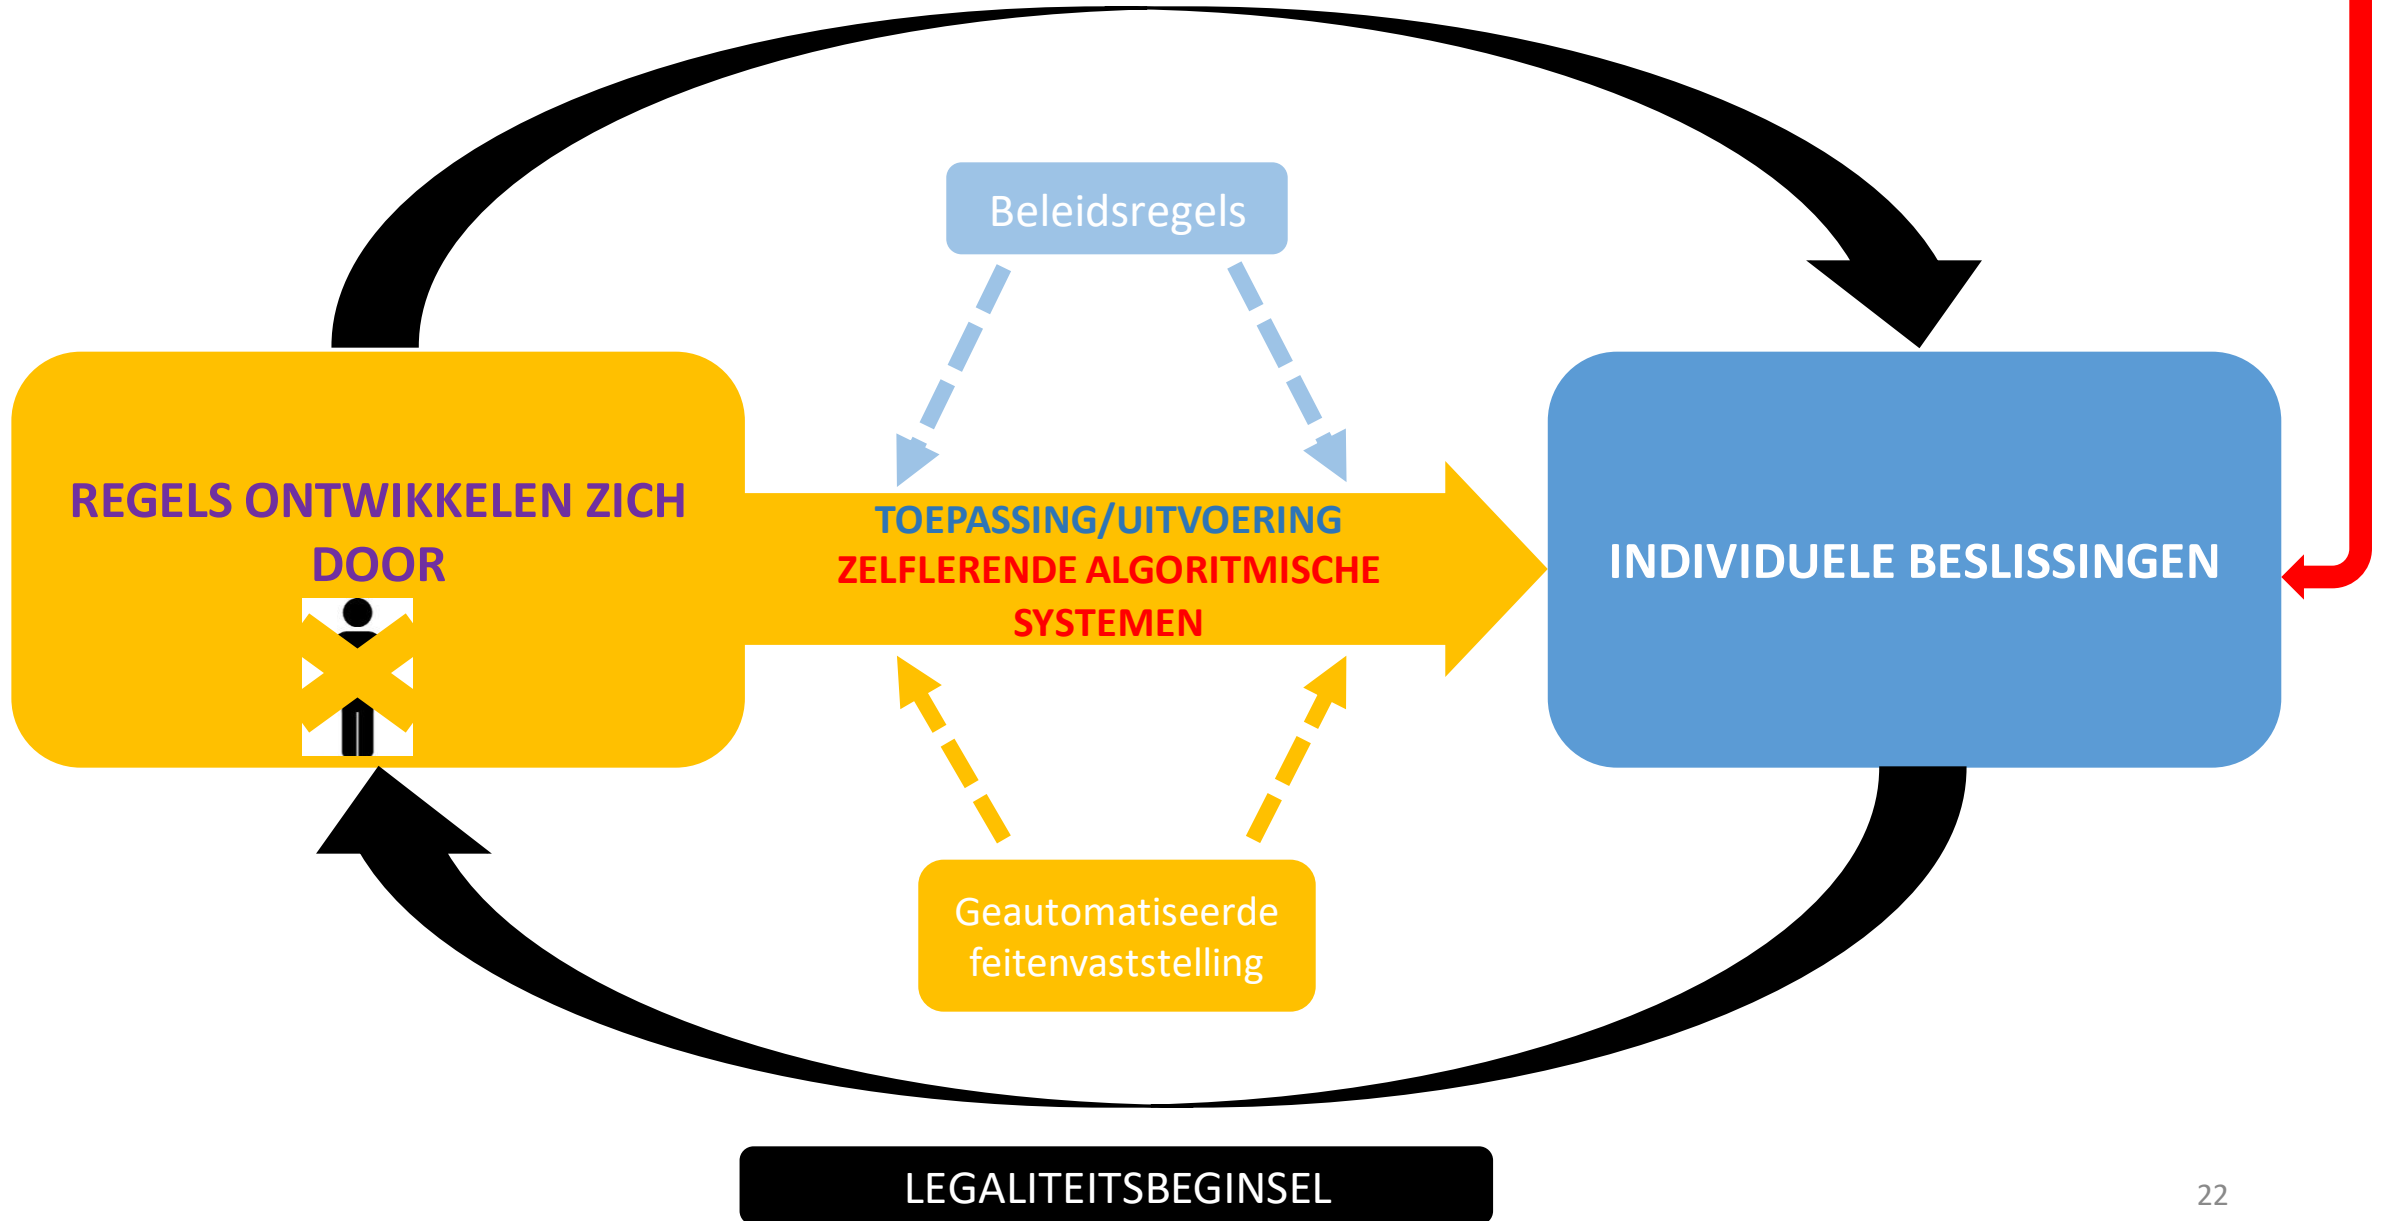 Beleidsregels
REGELS ONTWIKKELEN ZICH
DOOR
TOEPASSING/UITVOERING
ZELFLERENDE ALGORITMISCHE
SYSTEMEN
INDIVIDUELE BESLISSINGEN
Geautomatiseerde
feitenvaststelling
LEGALITEITSBEGINSEL
22